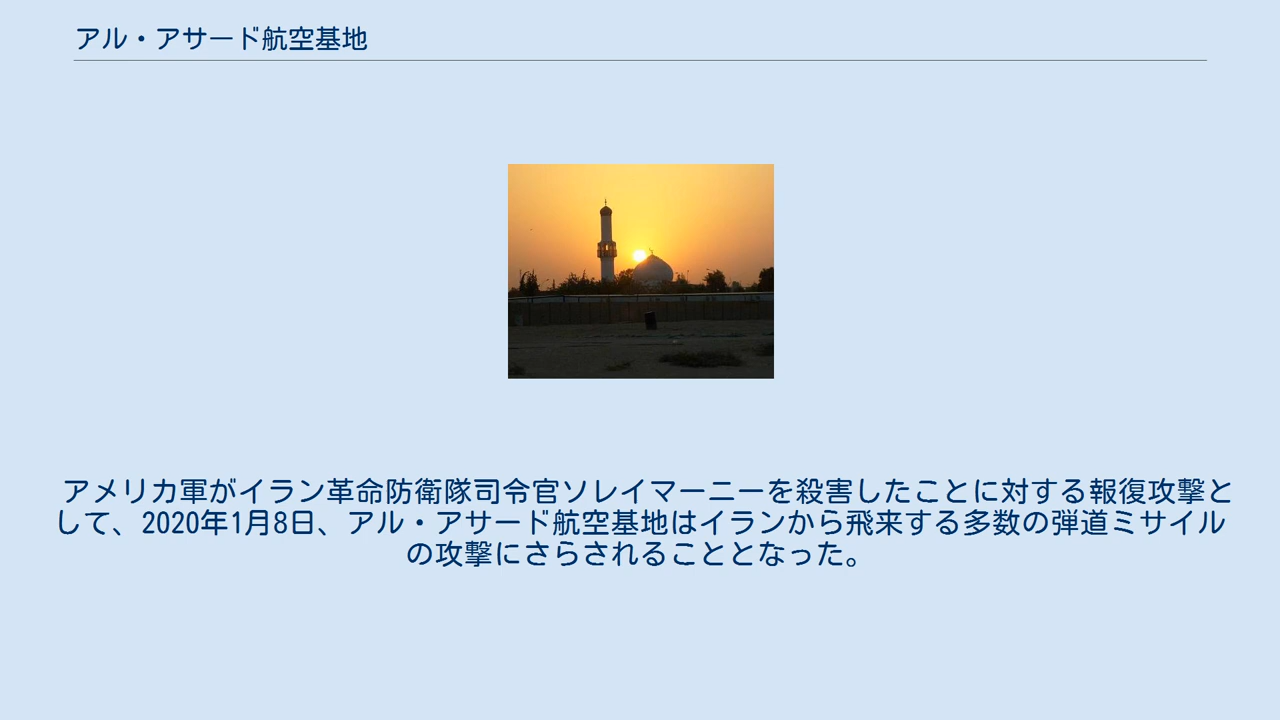 アル・アサード航空基地
アメリカ軍がイラン革命防衛隊司令官ソレイマーニーを殺害したことに対する報復攻撃と
して、2020年1月8日、アル・アサード航空基地はイランから飛来する多数の弾道ミサイル
の攻撃にさらされることとなった。